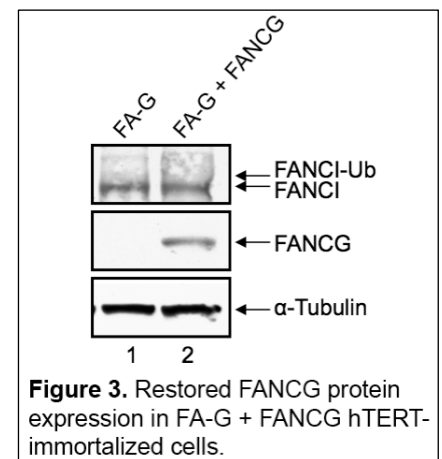 FA-G
FA-G + FANCG
FANCI-Ub
FANCI
FANCG
α-Tubulin
1 2
Figure 3. Restored FANCG protein
expression in FA-G + FANCG hTERT-
immortalized cells.